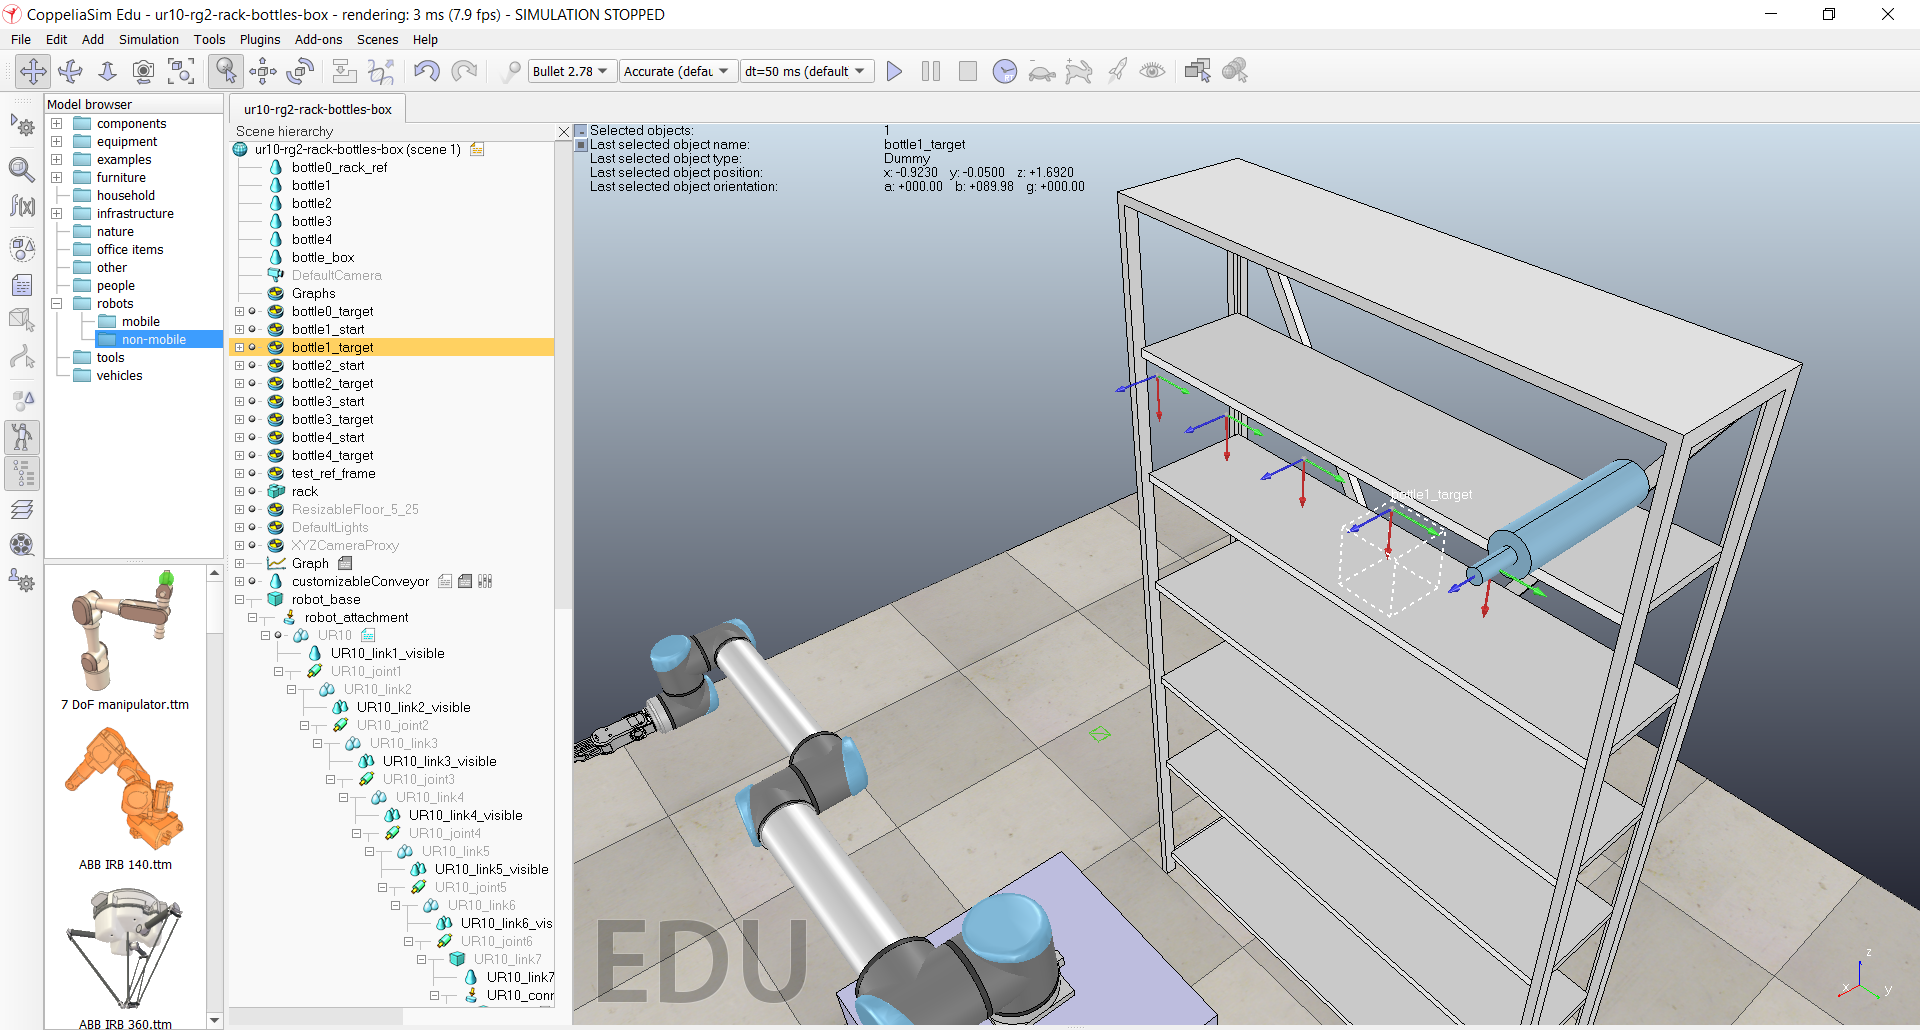 CoppeliaSim Edu - ur10-rg2-rack-bottles-box - rendering: 3 ms (7.9 fps) - SIMULATION STOPPED
File Edit Add Simulation Tools Plugins Add-ons Scenes Help
Bullet 2.78 Accurate (defau dt=50 ms (default
Model browser
components
equipment
examples
furniture
household
infrastructure
nature
office items
other
people
robots
mobile
non-mobile
tools
vehicles
7 DoF manipulator.ttm
ABB IRB 140.ttm
ABB IRB 360.ttm
f(x)
ur10-rg2-rack-bottles-box
Scene hierarchy
ur10-rg2-rack-bottles-box (scene 1)
bottle0_rack_ref
bottle1
bottle2
bottle3
bottle4
bottle_box
DefaultCamera
Graphs
bottle0_target
bottle1_start
bottle1_target
bottle2_start
bottle2_target
bottle3_start
bottle3_target
bottle4_start
bottle4_target
test_ref_frame
rack
ResizableFloor_5_25
DefaultLights
XYZCameraProxy
Graph
customizableConveyor
robot_base
robot_attachment
UR10
UR10_link1_visible
UR10_joint1
UR10_link2
UR10_link2_visible
UR10_joint2
UR10_link3
UR10_link3_visible
UR10_joint3
UR10_link4
UR10_link4_visible
UR10_joint4
UR10_link5
UR10_link5_visible
UR10_joint5
UR10_link6
UR10_link6_vis
UR10_joint6
UR10_link7
UR10_link7
UR10_conr
Selected objects: 1
Last selected object name: bottle1_target
Last selected object type: Dummy
Last selected object position: x: -0.9230 y: -0.0500 z: +1.6920
Last selected object orientation: a: +000.00 b: +089.98 g: +000.00
bottle1_target
EDU
z
x
y